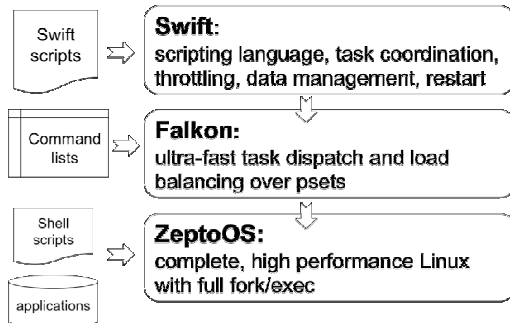 Swift
scripts
Swift:
scripting language, task coordination,
throttling, data management, restart
Command
lists
Falkon:
ultra-fast task dispatch and load
balancing over psets
Shell
scripts
applications
ZeptoOS:
complete, high performance Linux
with full fork/exec